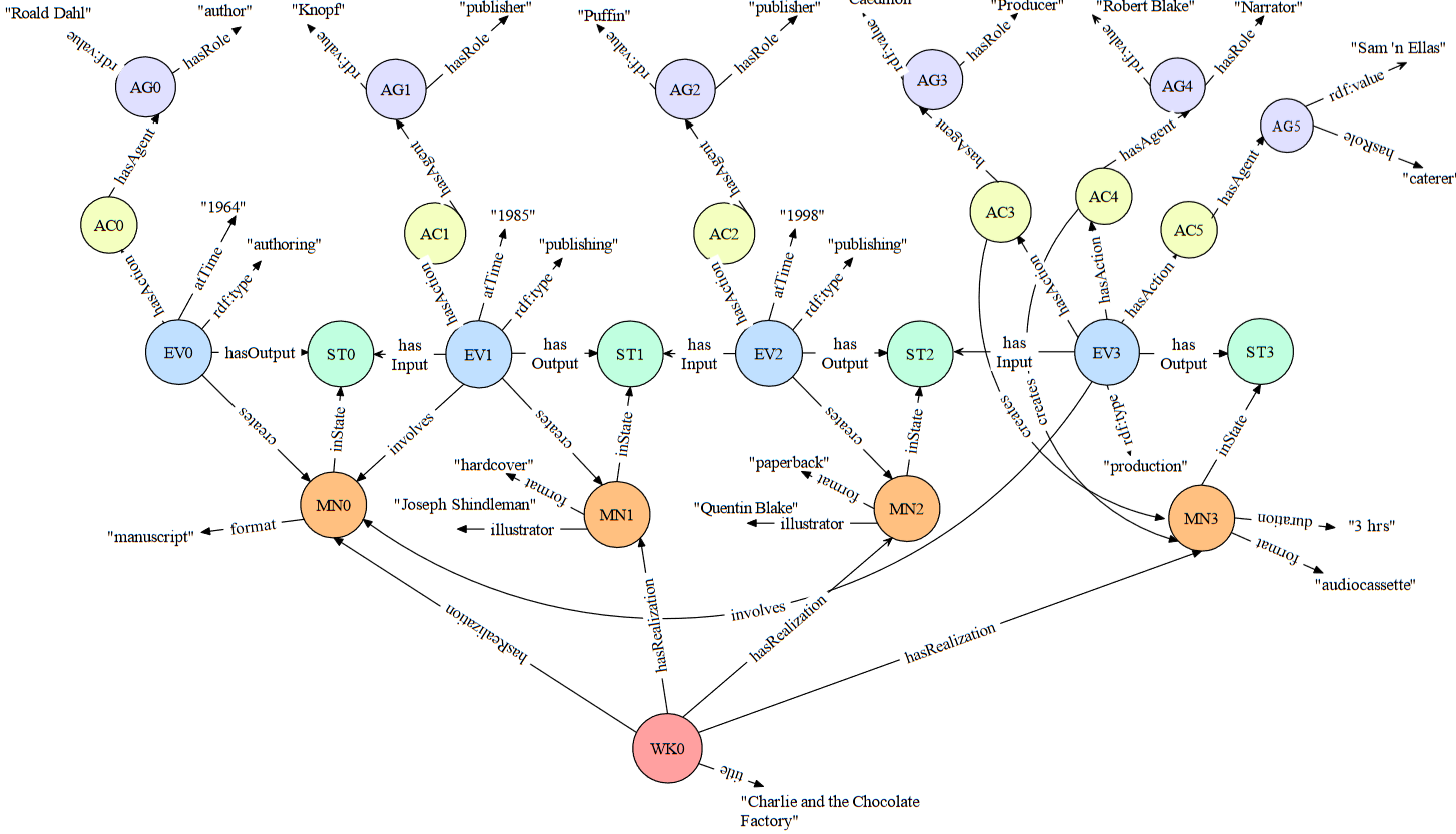 "Roald Dahl"
"author"
"Knopf"
"publisher"
"Puffin"
"publisher"
"Producer"
"Robert Blake"
"Narrator"
rdf:value
hasRole
rdf:value
hasRole
rdf:value
hasRole
rdf:value
hasRole
rdf:value
hasRole
"Sam 'n Ellas"
rdf:value
AG0
AG1
AG2
AG3
AG4
AG5
hasRole
"caterer"
hasAgent
hasAgent
hasAgent
hasAgent
hasAgent
hasAgent
AC0
AC1
AC2
AC3
AC4
AC5
"1964"
"1985"
"1998"
"authoring"
"publishing"
"publishing"
hasAction
atTime
rdf:type
hasAction
atTime
rdf:type
hasAction
atTime
rdf:type
hasAction
hasAction
hasAction
EV0
hasOutput
ST0
has
Input
EV1
has
Output
ST1
has
Input
EV2
has
Output
ST2
has
Input
EV3
has
Output
ST3
creates
inState
involves
creates
inState
creates
inState
creates
creates
rdf:type
inState
"production"
"hardcover"
format
"paperback"
format
"Joseph Shindleman"
"Quentin Blake"
MN0
MN1
MN2
MN3
"manuscript"
format
illustrator
illustrator
duration
"3 hrs"
format
"audiocassette"
involves
hasRealization
hasRealization
hasRealization
hasRealization
WK0
title
"Charlie and the Chocolate
Factory"